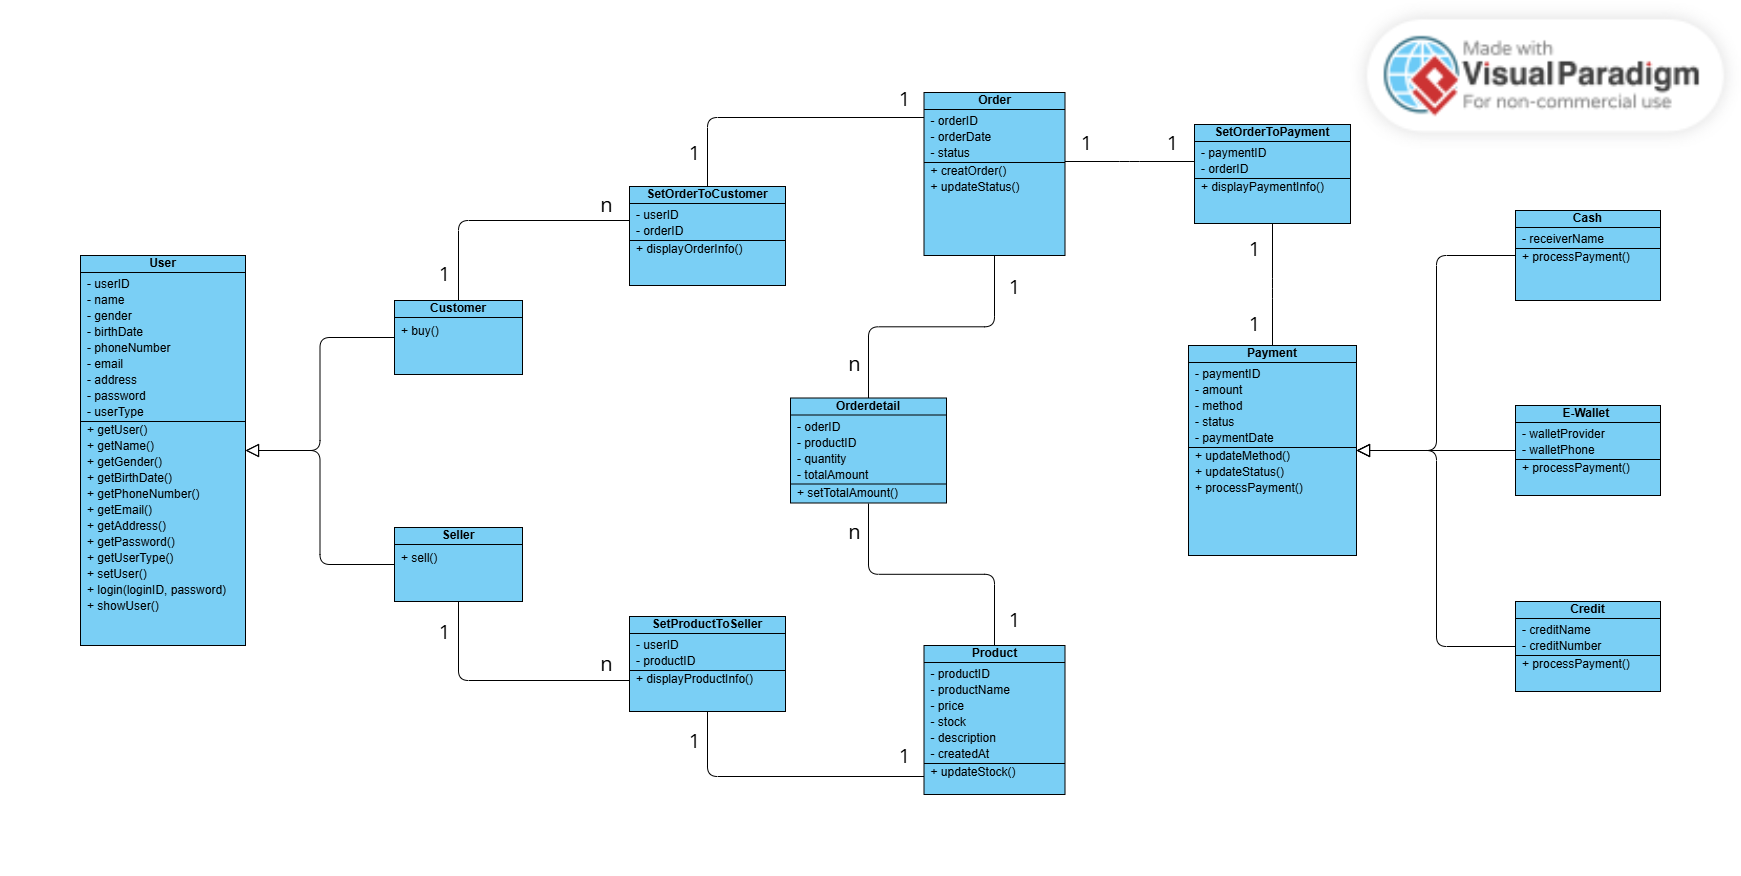 Made with
Visual Paradigm
For non-commercial use
User
- userID
- name
- gender
- birthDate
- phoneNumber
- email
- address
- password
- userType
+ getUser()
+ getName()
+ getGender()
+ getBirthDate()
+ getPhoneNumber()
+ getEmail()
+ getAddress()
+ getPassword()
+ getUserType()
+ setUser()
+ login(loginID, password)
+ showUser()
Customer
+ buy()
1
n
Seller
+ sell()
1
n
SetOrderToCustomer
- userID
- orderID
+ displayOrderInfo()
1
1
SetProductToSeller
- userID
- productID
+ displayProductInfo()
1
1
Order
- orderID
- orderDate
- status
+ creatOrder()
+ updateStatus()
1
n
Orderdetail
- oderID
- productID
- quantity
- totalAmount
+ setTotalAmount()
n
1
Product
- productID
- productName
- price
- stock
- description
- createdAt
+ updateStock()
1
1
SetOrderToPayment
- paymentID
- orderID
+ displayPaymentInfo()
1
1
Payment
- paymentID
- amount
- method
- status
- paymentDate
+ updateMethod()
+ updateStatus()
+ processPayment()
Cash
- receiverName
+ processPayment()
E-Wallet
- walletProvider
- walletPhone
+ processPayment()
Credit
- creditName
- creditNumber
+ processPayment()